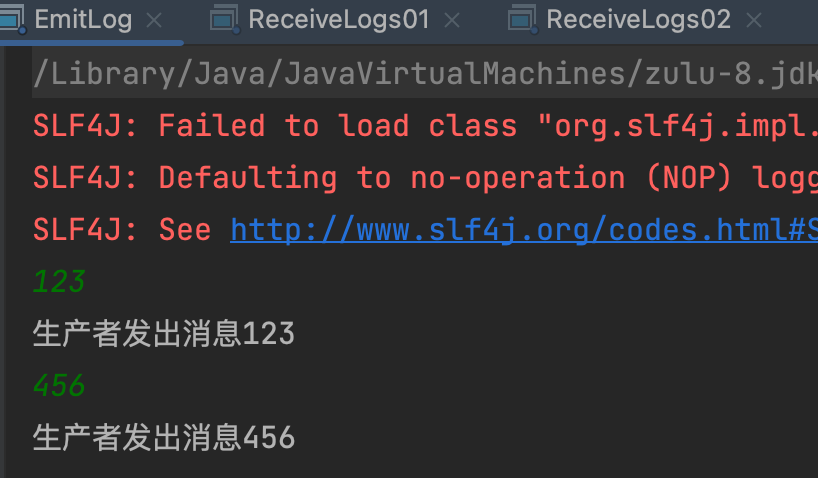 EmitLog ReceiveLogs01 ReceiveLogs02
/Library/Java/JavaVirtualMachines/zulu-8.jdk
SLF4J: Failed to load class "org.slf4j.impl.
SLF4J: Defaulting to no-operation (NOP) logg
SLF4J: See http://www.slf4j.org/codes.html#S
123
生产者发出消息123
456
生产者发出消息456